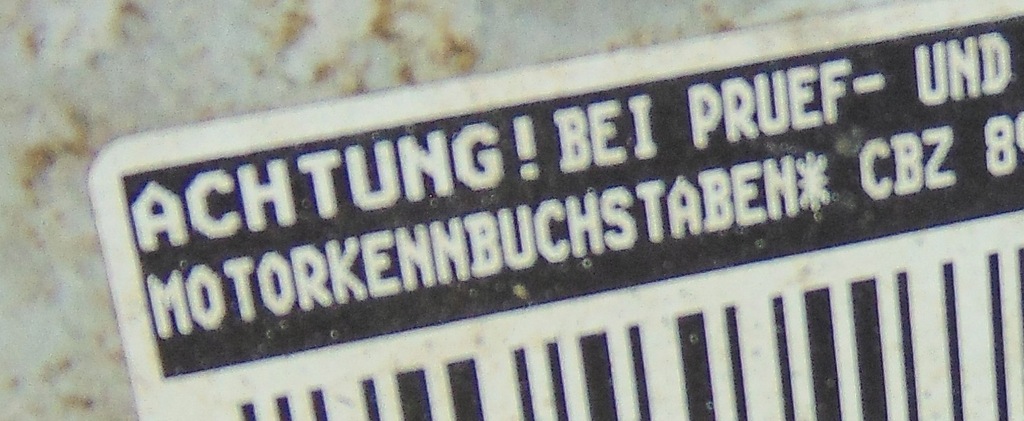 ACHTUNG! BEI PRUEF- UND
MOTORKENNBUCHSTABEN* CBZ